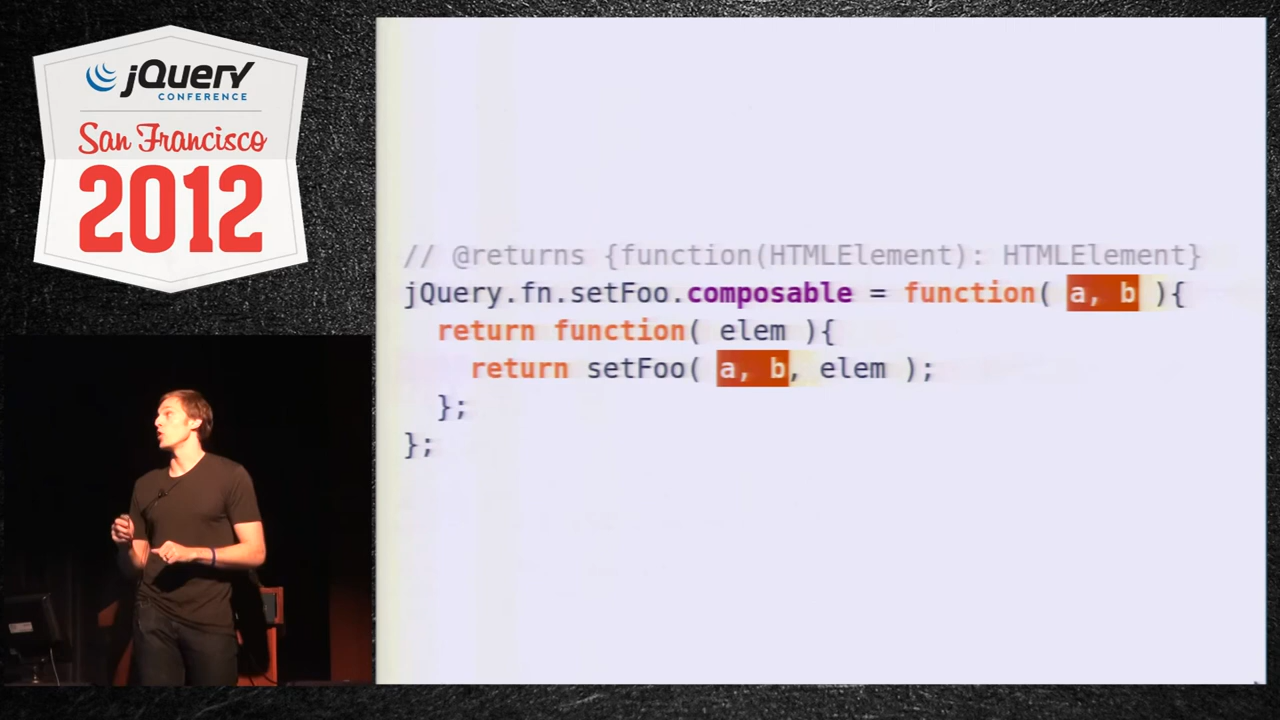 jQuery
CONFERENCE
San Francisco
2012
// @returns {function(HTMLElement): HTMLElement}
jQuery.fn.setFoo.composable = function( a, b ){
  return function( elem ){
    return setFoo( a, b, elem );
  };
};